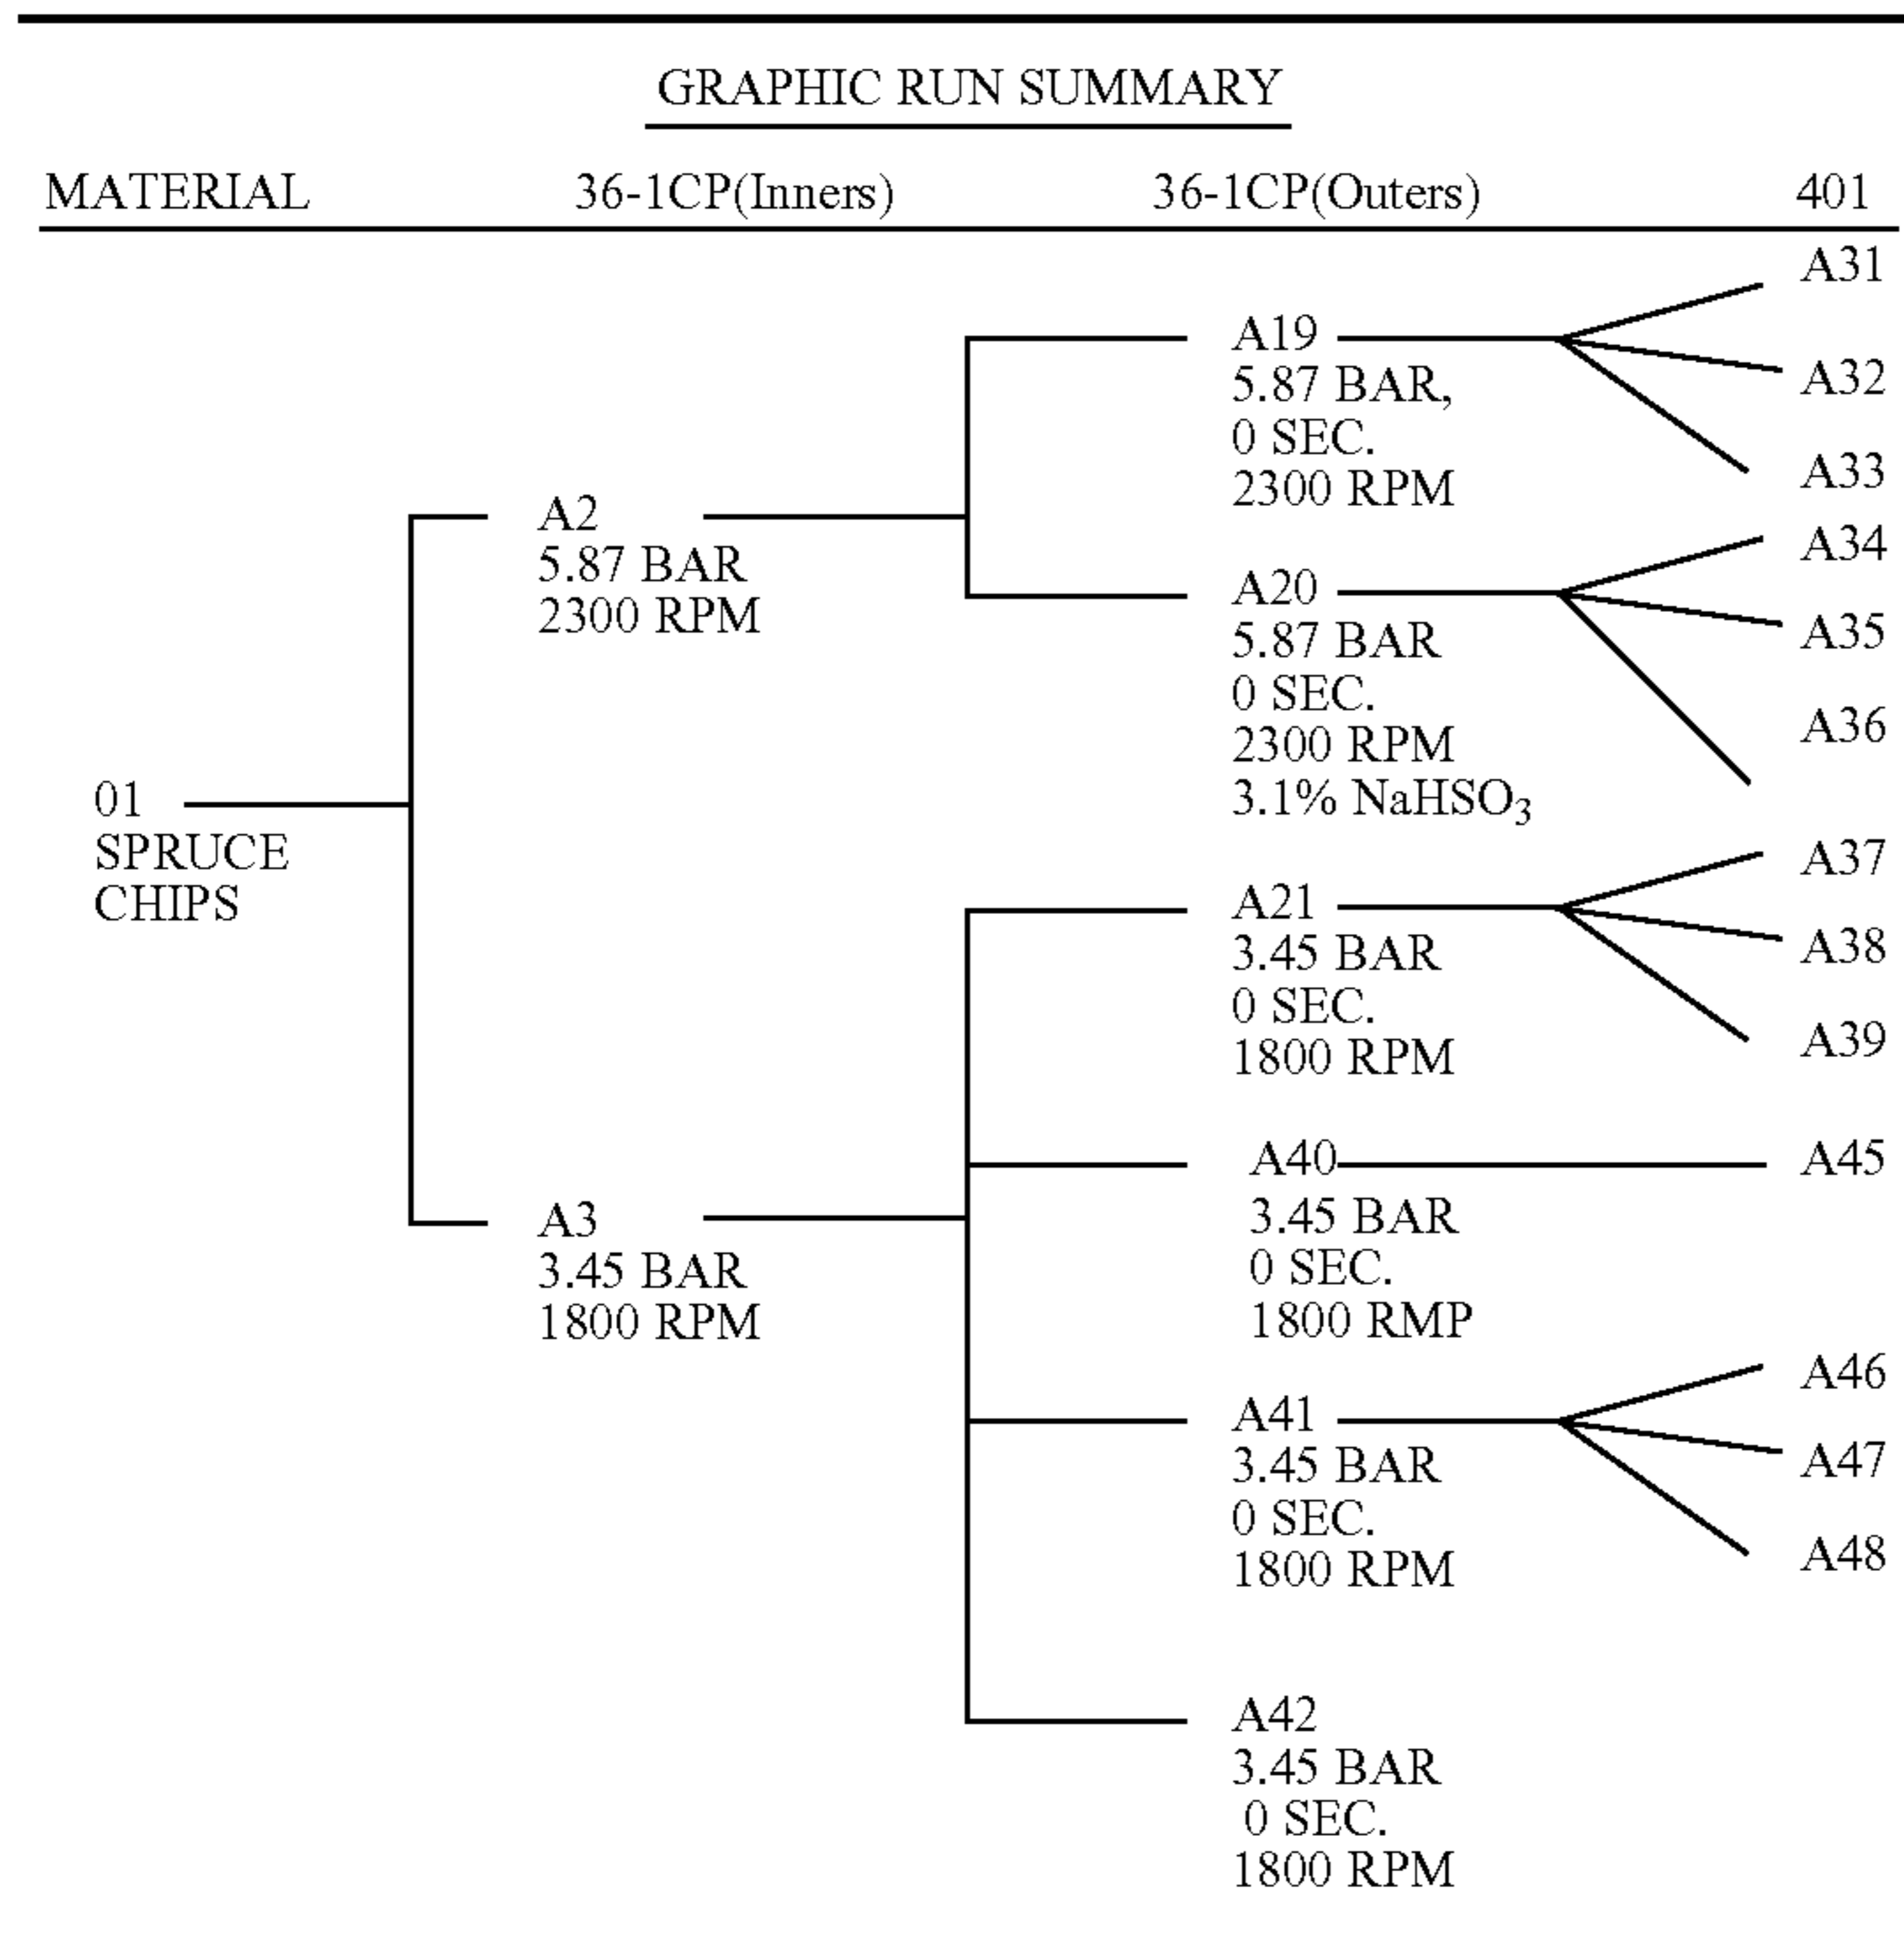 GRAPHIC RUN SUMMARY
MATERIAL 36-1CP(Inners) 36-1CP(Outers) 401
01
SPRUCE
CHIPS
A2
5.87 BAR
2300 RPM
A3
3.45 BAR
1800 RPM
A19
5.87 BAR,
0 SEC.
2300 RPM
A20
5.87 BAR
0 SEC.
2300 RPM
3.1% NaHSO₃
A21
3.45 BAR
0 SEC.
1800 RPM
A40
3.45 BAR
0 SEC.
1800 RMP
A41
3.45 BAR
0 SEC.
1800 RPM
A42
3.45 BAR
0 SEC.
1800 RPM
A31
A32
A33
A34
A35
A36
A37
A38
A39
A45
A46
A47
A48